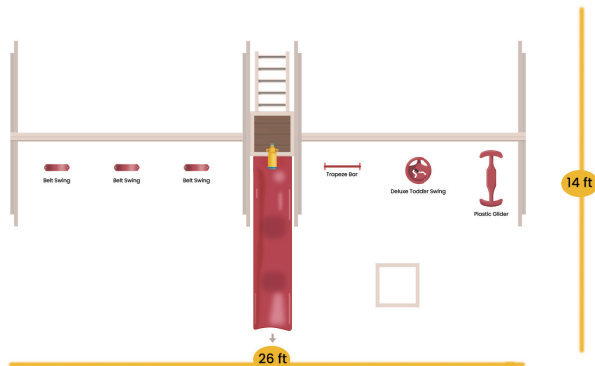 Belt Swing
Belt Swing
Belt Swing
Trapeze Bar
Deluxe Toddler Swing
Plastic Glider
14 ft
26 ft